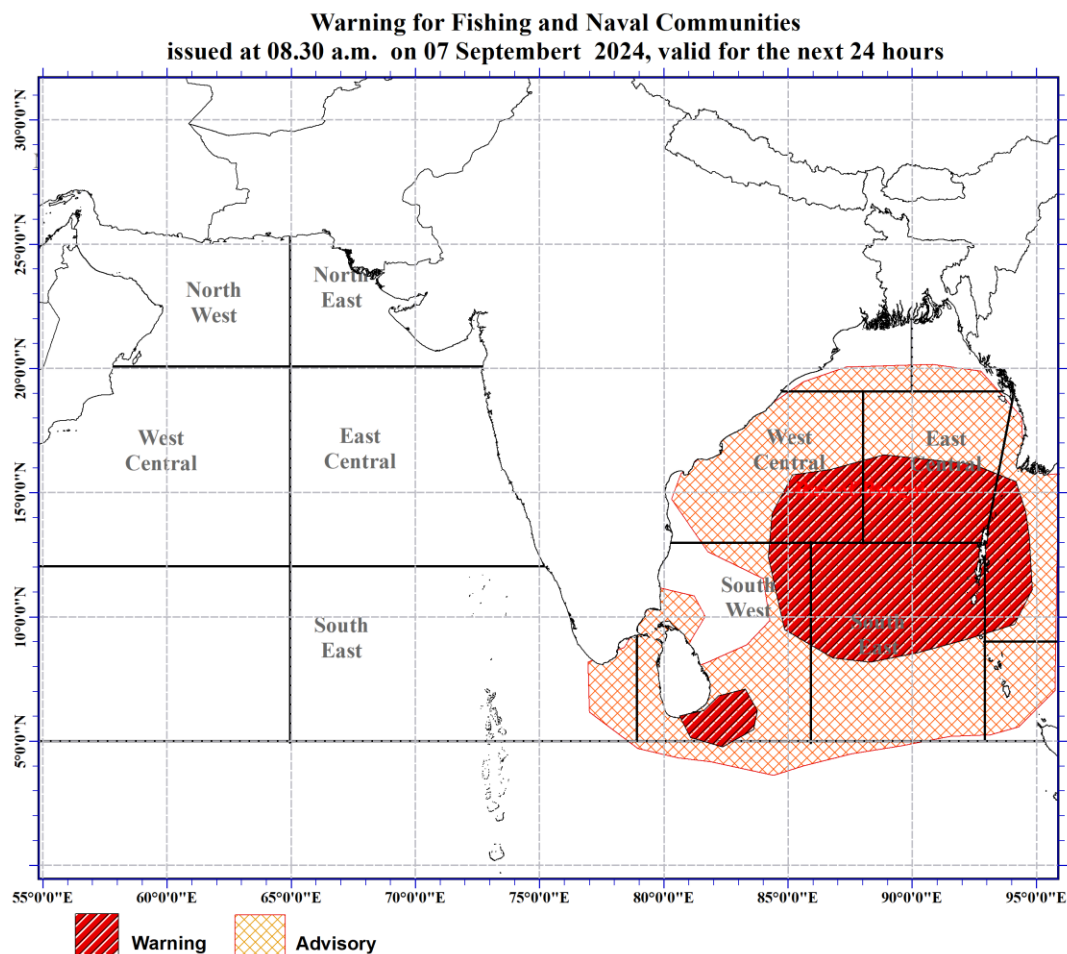 Warning for Fishing and Naval Communities
issued at 08.30 a.m. on 07 Septembert 2024, valid for the next 24 hours
30°0'0"N
25°0'0"N
20°0'0"N
15°0'0"N
10°0'0"N
5°0'0"N
North
West
North
East
West
Central
East
Central
South
East
West
Central
East
Central
South
West
South
East
55°0'0"E
60°0'0"E
65°0'0"E
70°0'0"E
75°0'0"E
80°0'0"E
85°0'0"E
90°0'0"E
95°0'0"E
Warning
Advisory